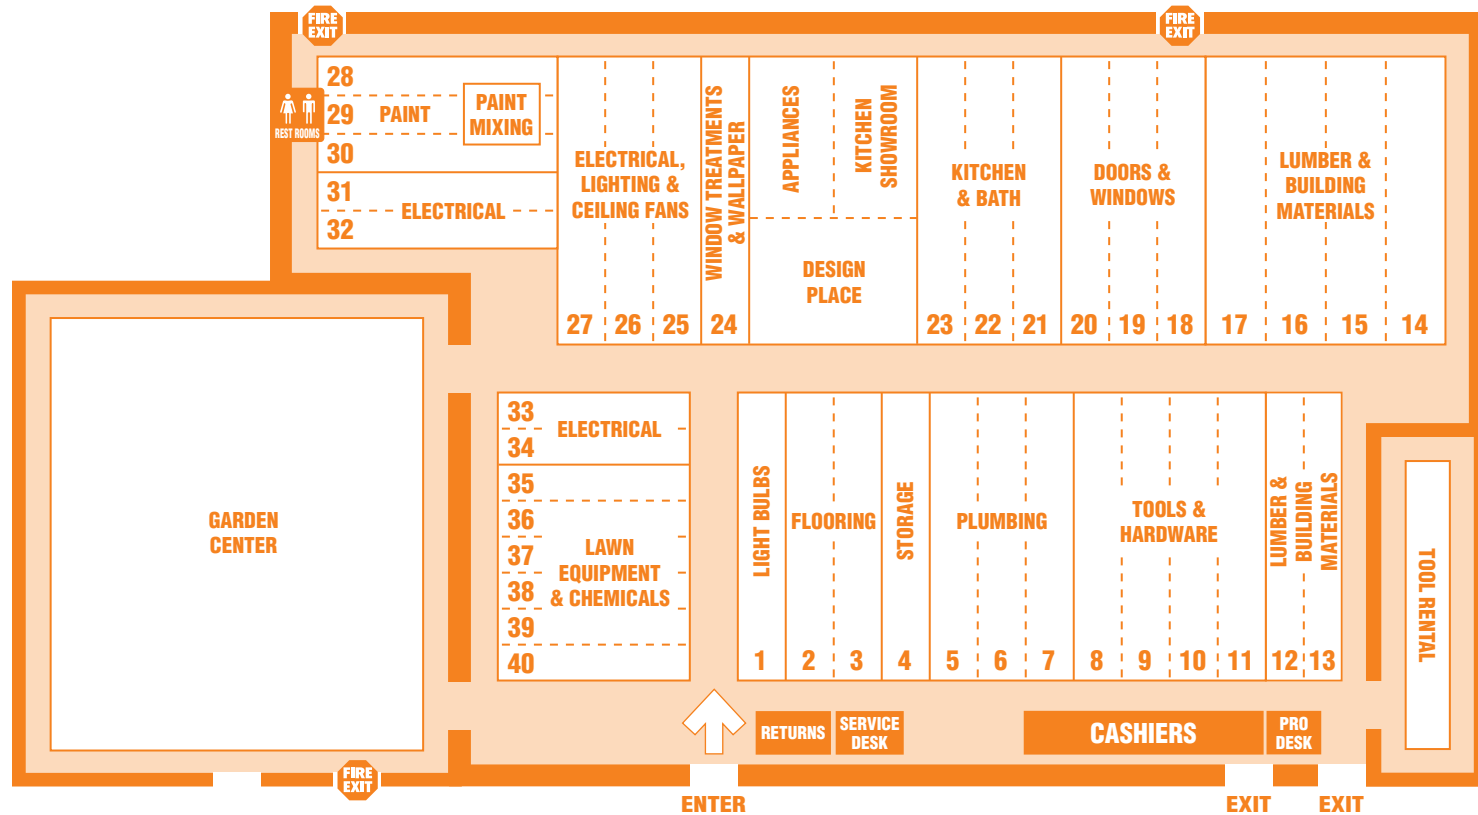 FIRE
EXIT
FIRE
EXIT
28
29
30
31
32
REST ROOMS
PAINT
PAINT
MIXING
ELECTRICAL
ELECTRICAL,
LIGHTING &
CEILING FANS
27
26
25
WINDOW TREATMENTS
& WALLPAPER
24
APPLIANCES
KITCHEN
SHOWROOM
DESIGN
PLACE
KITCHEN
& BATH
23
22
21
DOORS &
WINDOWS
20
19
18
LUMBER &
BUILDING
MATERIALS
17
16
15
14
GARDEN
CENTER
33
34
ELECTRICAL
35
36
37
38
39
40
LAWN
EQUIPMENT
& CHEMICALS
LIGHT BULBS
1
FLOORING
2
3
STORAGE
4
PLUMBING
5
6
7
TOOLS &
HARDWARE
8
9
10
11
LUMBER &
BUILDING
MATERIALS
12
13
TOOL RENTAL
RETURNS
SERVICE
DESK
CASHIERS
PRO
DESK
FIRE
EXIT
ENTER
EXIT
EXIT